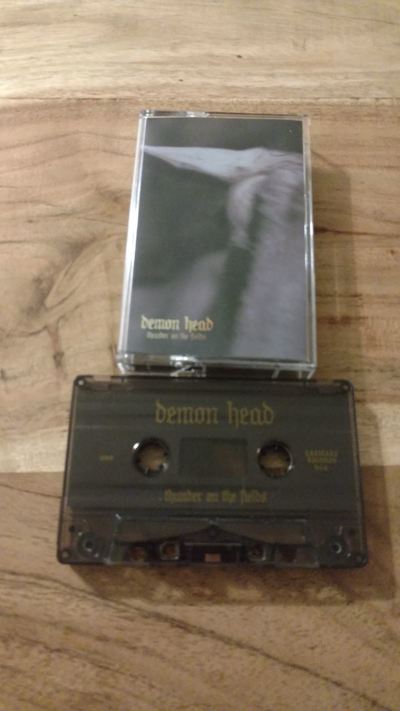 demon head
thunder on the fields
demon head
thunder on the fields